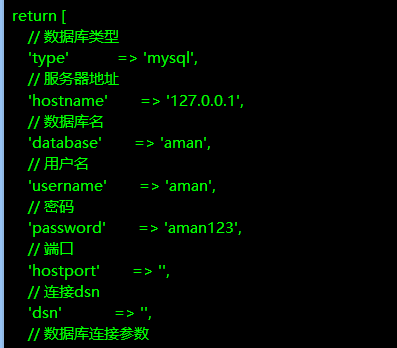 return [
// 数据库类型
'type' => 'mysql',
// 服务器地址
'hostname' => '127.0.0.1',
// 数据库名
'database' => 'aman',
// 用户名
'username' => 'aman',
// 密码
'password' => 'aman123',
// 端口
'hostport' => '',
// 连接dsn
'dsn' => '',
// 数据库连接参数